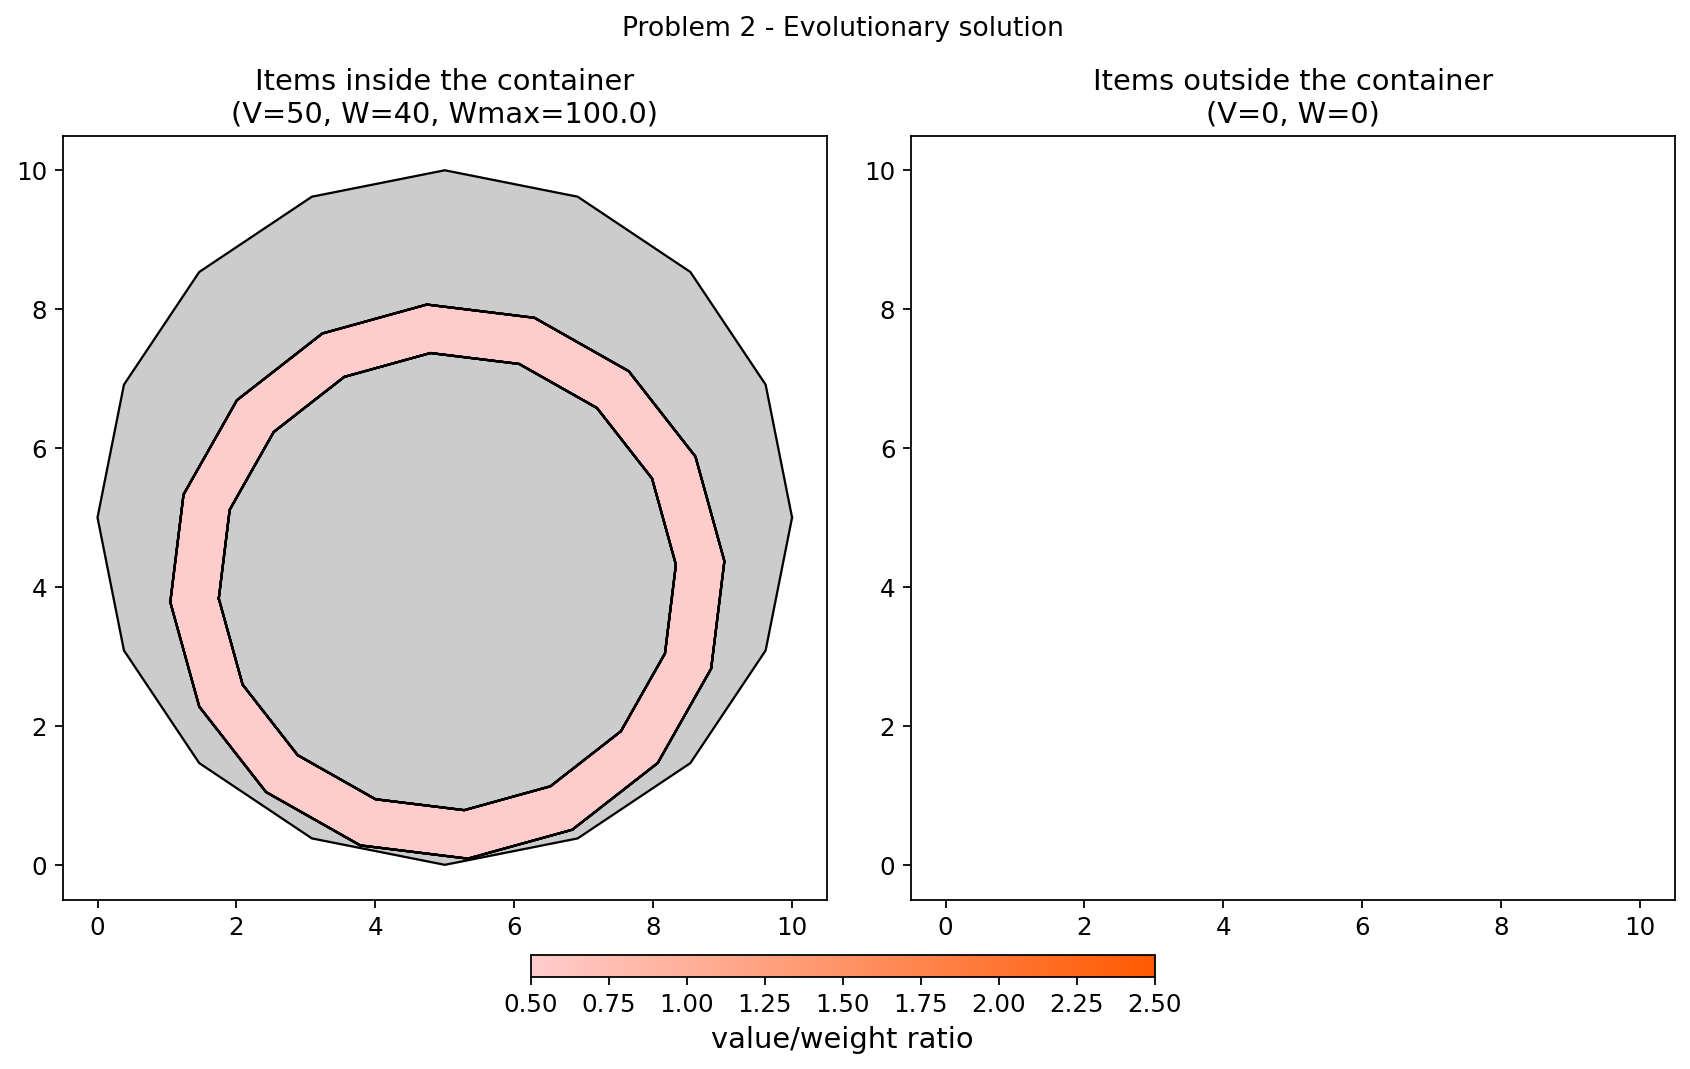 Problem 2 - Evolutionary solution
Items inside the container
(V=50, W=40, Wmax=100.0)
10
8
6
4
2
0
0 2 4 6 8 10
Items outside the container
(V=0, W=0)
10
8
6
4
2
0
0 2 4 6 8 10
0.50 0.75 1.00 1.25 1.50 1.75 2.00 2.25 2.50
value/weight ratio